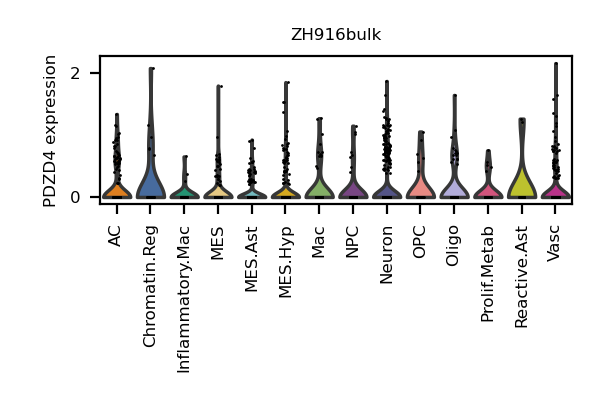 ZH916bulk
PDZD4 expression
2
0
AC
Chromatin.Reg
Inflammatory.Mac
MES
MES.Ast
MES.Hyp
Mac
NPC
Neuron
OPC
Oligo
Prolif.Metab
Reactive.Ast
Vasc